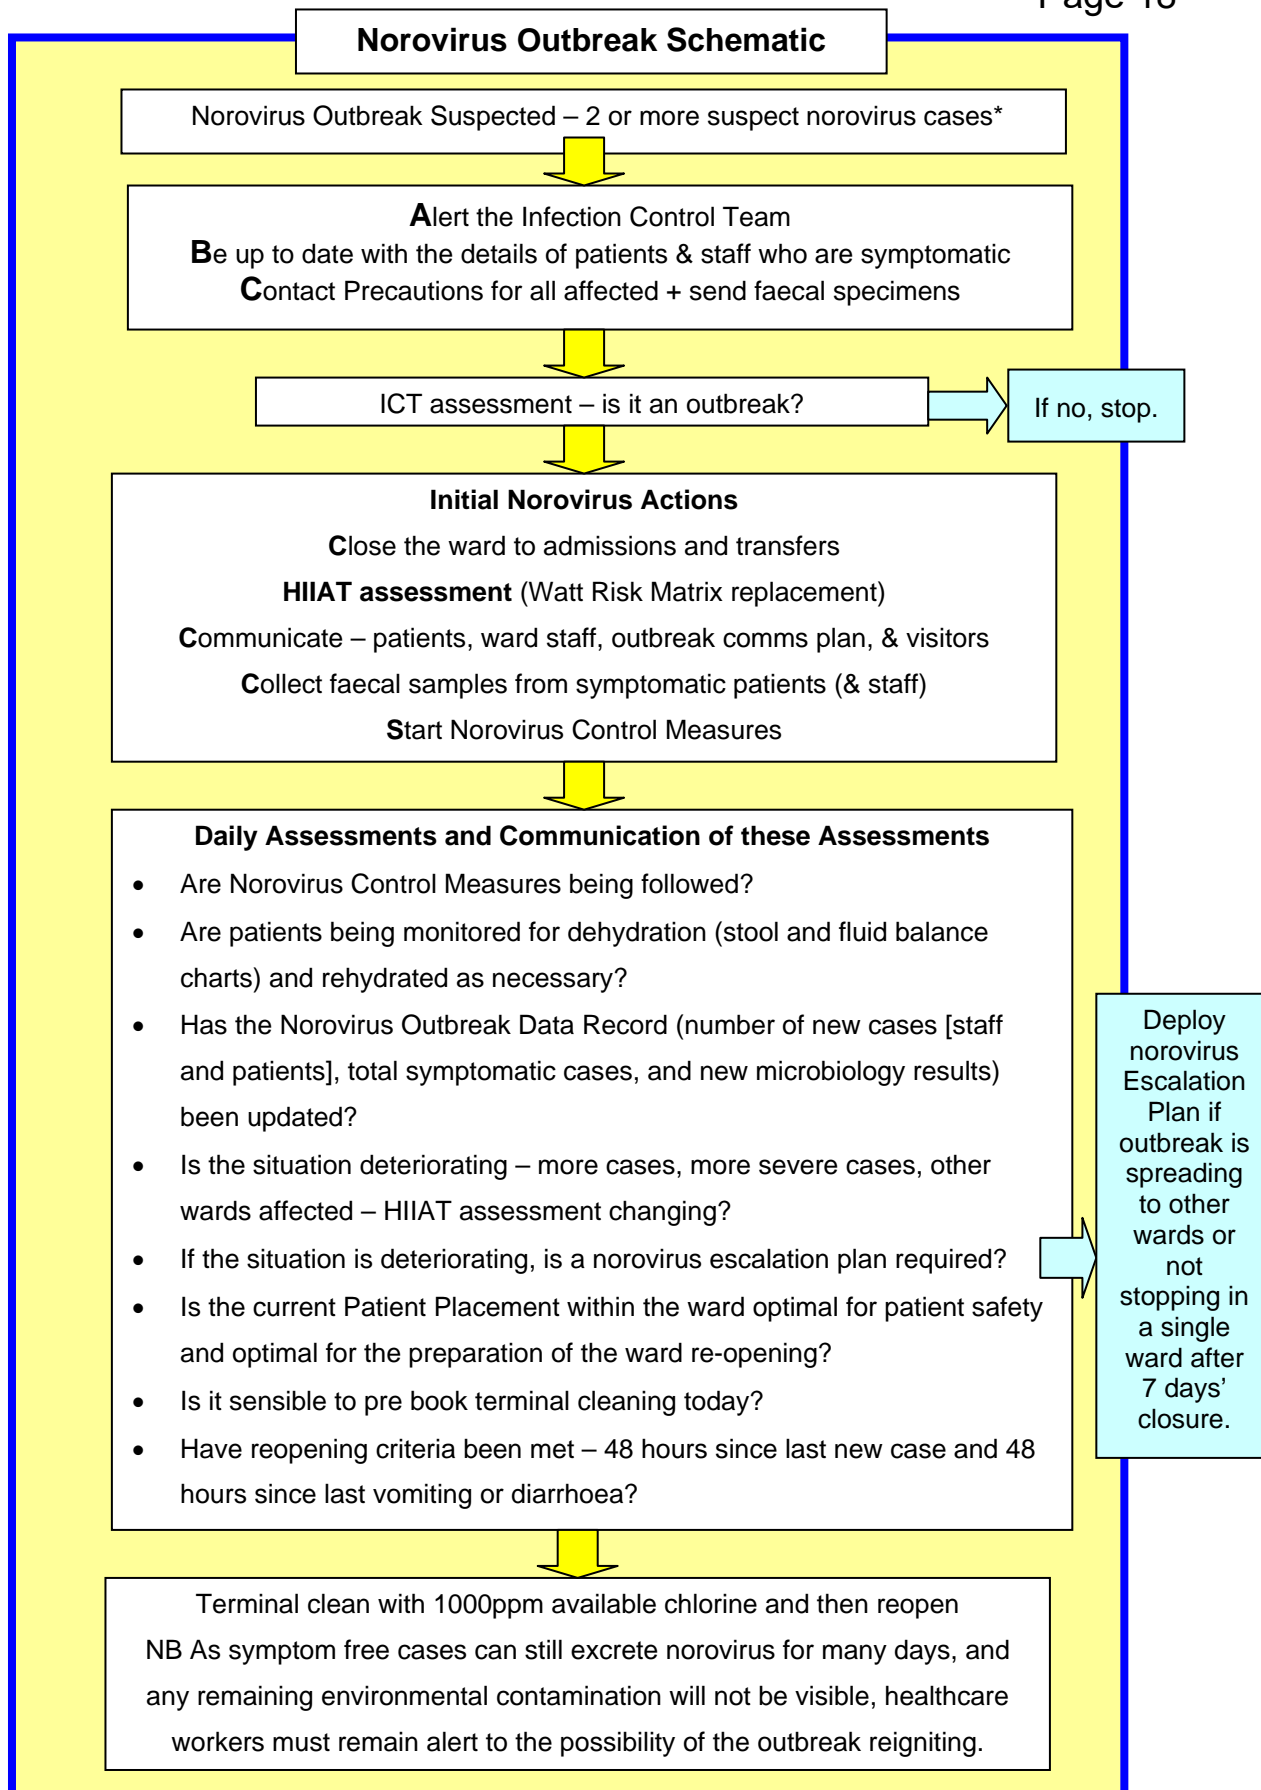 Page 18
Norovirus Outbreak Schematic
Norovirus Outbreak Suspected – 2 or more suspect norovirus cases*
Alert the Infection Control Team
Be up to date with the details of patients & staff who are symptomatic
Contact Precautions for all affected + send faecal specimens
ICT assessment – is it an outbreak?
If no, stop.
Initial Norovirus Actions
Close the ward to admissions and transfers
HIIAT assessment (Watt Risk Matrix replacement)
Communicate – patients, ward staff, outbreak comms plan, & visitors
Collect faecal samples from symptomatic patients (& staff)
Start Norovirus Control Measures
Daily Assessments and Communication of these Assessments
• Are Norovirus Control Measures being followed?
• Are patients being monitored for dehydration (stool and fluid balance
charts) and rehydrated as necessary?
• Has the Norovirus Outbreak Data Record (number of new cases [staff
and patients], total symptomatic cases, and new microbiology results)
been updated?
• Is the situation deteriorating – more cases, more severe cases, other
wards affected – HIIAT assessment changing?
• If the situation is deteriorating, is a norovirus escalation plan required?
• Is the current Patient Placement within the ward optimal for patient safety
and optimal for the preparation of the ward re-opening?
• Is it sensible to pre book terminal cleaning today?
• Have reopening criteria been met – 48 hours since last new case and 48
hours since last vomiting or diarrhoea?
Deploy
norovirus
Escalation
Plan if
outbreak is
spreading
to other
wards or
not
stopping in
a single
ward after
7 days’
closure.
Terminal clean with 1000ppm available chlorine and then reopen
NB As symptom free cases can still excrete norovirus for many days, and
any remaining environmental contamination will not be visible, healthcare
workers must remain alert to the possibility of the outbreak reigniting.